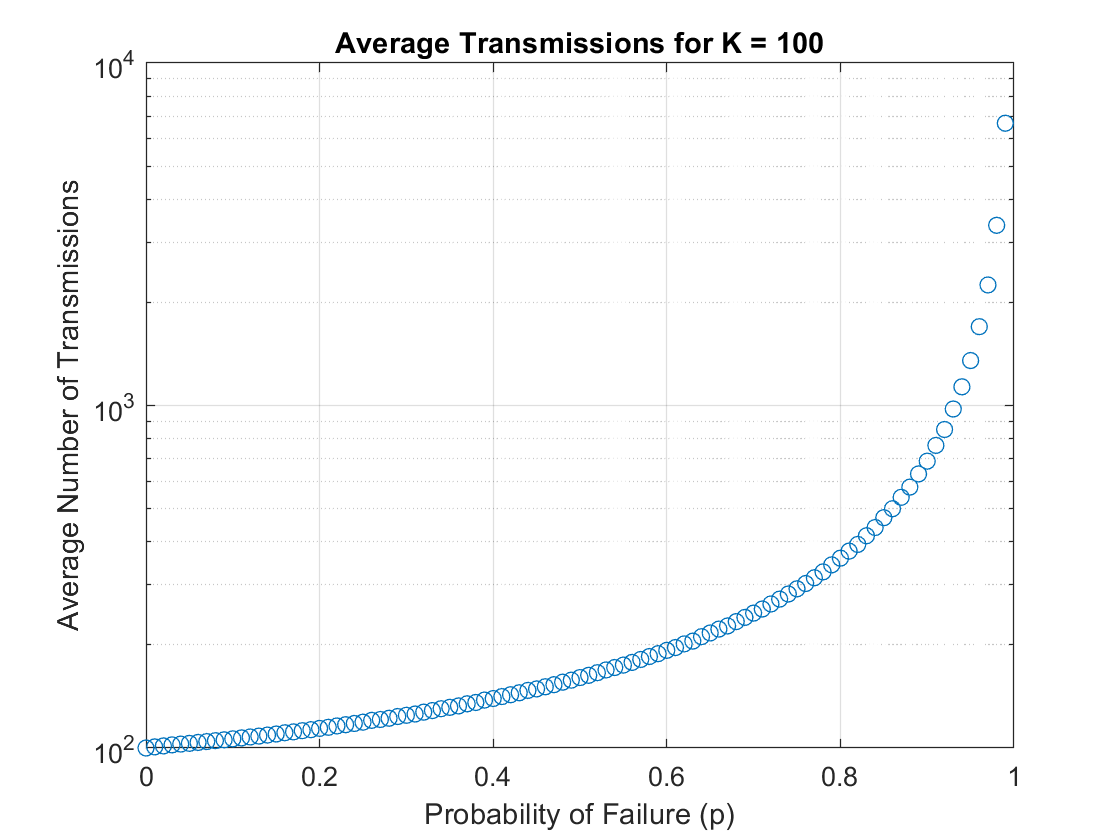 Average Transmissions for K = 100
10^4
10^3
10^2
Average Number of Transmissions
0 0.2 0.4 0.6 0.8 1
Probability of Failure (p)